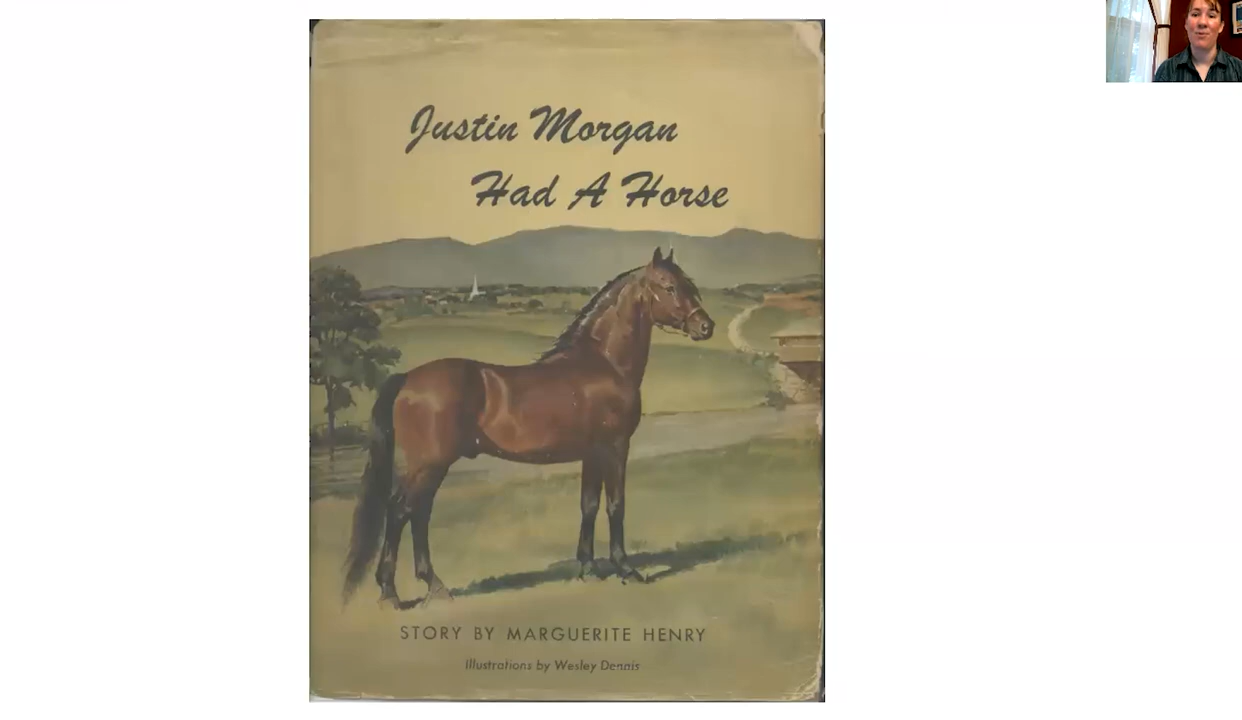 Justin Morgan
Had A Horse
STORY BY MARGUERITE HENRY
Illustrations by Wesley Dennis